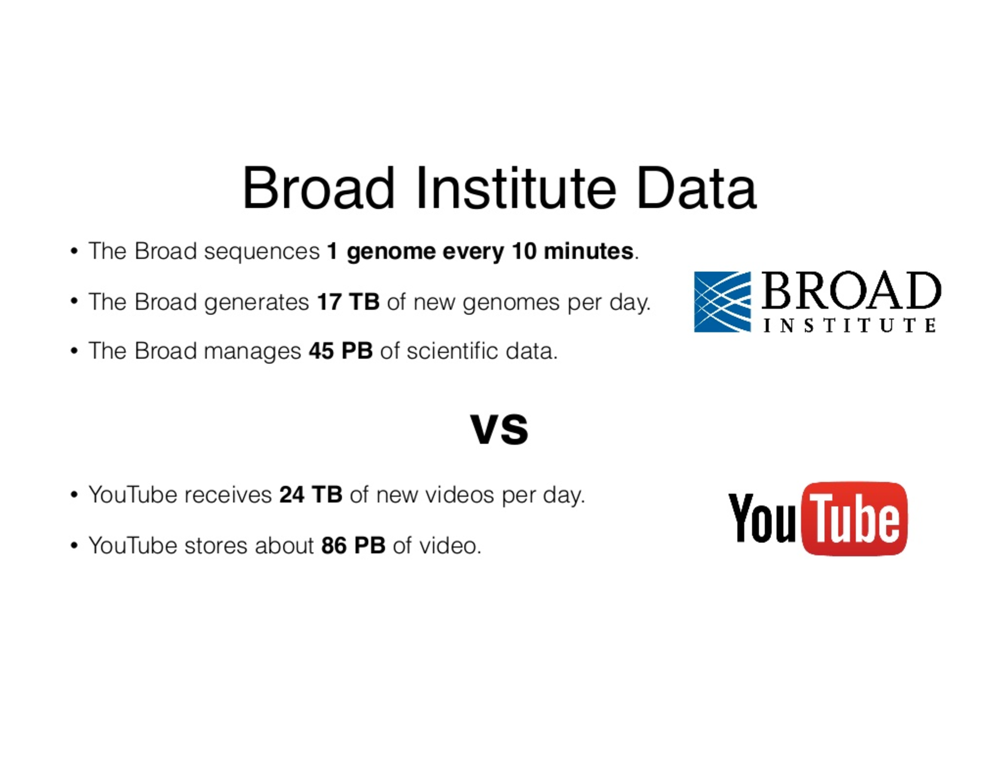 Broad Institute Data
• The Broad sequences 1 genome every 10 minutes.
• The Broad generates 17 TB of new genomes per day.
• The Broad manages 45 PB of scientific data.
BROAD
INSTITUTE
vs
• YouTube receives 24 TB of new videos per day.
• YouTube stores about 86 PB of video.
YouTube